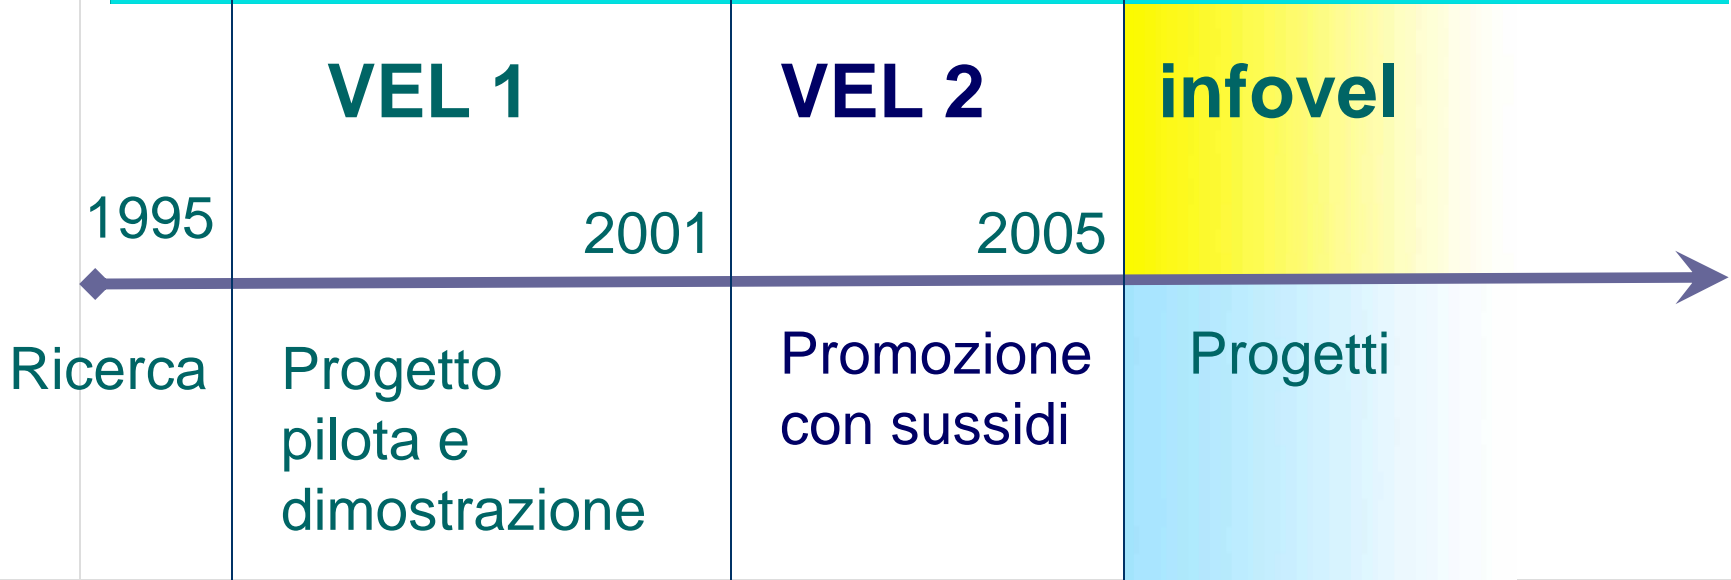 VEL 1
VEL 2
infovel
1995
2001
2005
Ricerca
Progetto
pilota e
dimostrazione
Promozione
con sussidi
Progetti